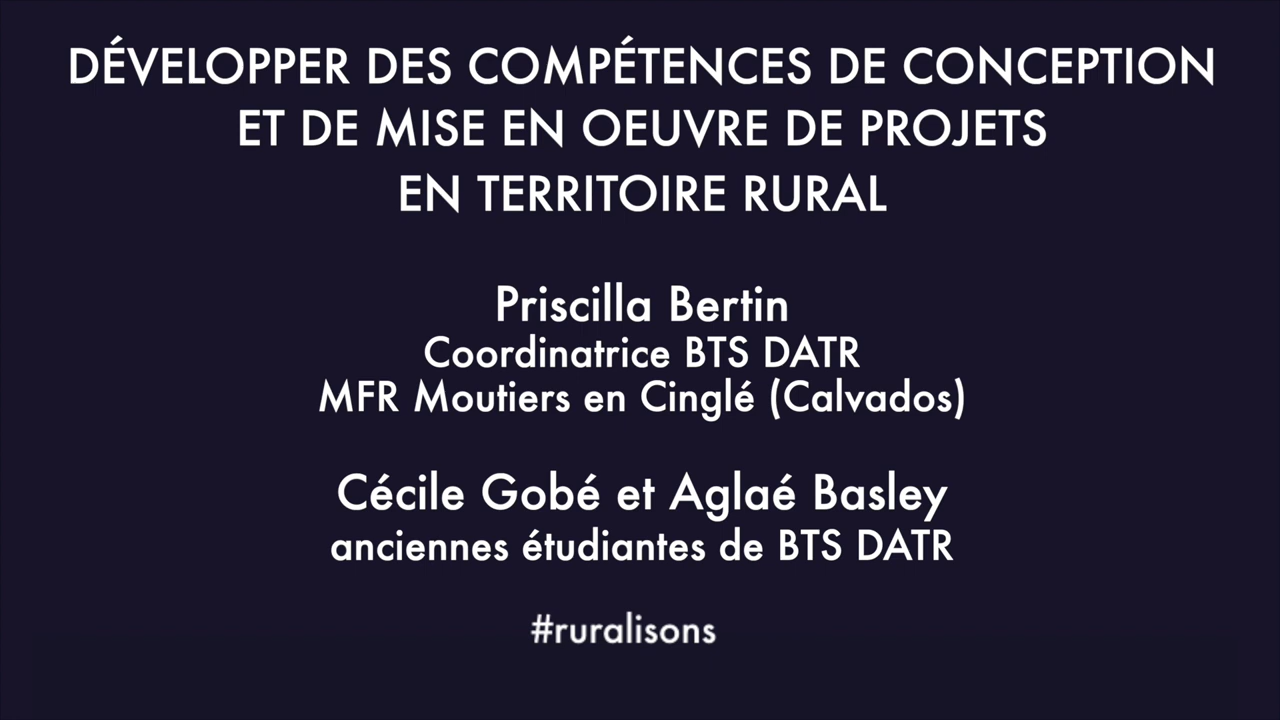 DÉVELOPPER DES COMPÉTENCES DE CONCEPTION
ET DE MISE EN OEUVRE DE PROJETS
EN TERRITOIRE RURAL
Priscilla Bertin
Coordinatrice BTS DATR
MFR Moutiers en Cinglé (Calvados)
Cécile Gobé et Aglaé Basley
anciennes étudiantes de BTS DATR
#ruralisons